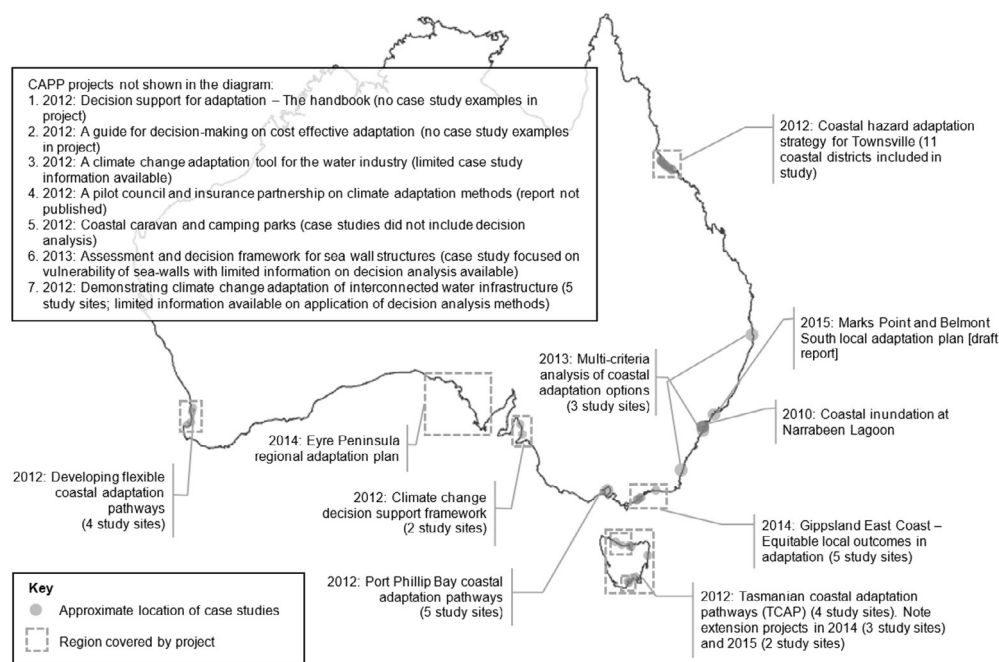 CAPP projects not shown in the diagram:
1. 2012: Decision support for adaptation – The handbook (no case study examples in
project)
2. 2012: A guide for decision-making on cost effective adaptation (no case study examples
in project)
3. 2012: A climate change adaptation tool for the water industry (limited case study
information available)
4. 2012: A pilot council and insurance partnership on climate adaptation methods (report not
published)
5. 2012: Coastal caravan and camping parks (case studies did not include decision
analysis)
6. 2013: Assessment and decision framework for sea wall structures (case study focused on
vulnerability of sea-walls with limited information on decision analysis available)
7. 2012: Demonstrating climate change adaptation of interconnected water infrastructure (5
study sites; limited information available on application of decision analysis methods)
2012: Coastal hazard adaptation
strategy for Townsville (11
coastal districts included in
study)
2015: Marks Point and Belmont
South local adaptation plan [draft
report]
2013: Multi-criteria
analysis of coastal
adaptation options
(3 study sites)
2010: Coastal inundation at
Narrabeen Lagoon
2014: Eyre Peninsula
regional adaptation plan
2012: Developing flexible
coastal adaptation
pathways
(4 study sites)
2012: Climate change
decision support framework
(2 study sites)
2014: Gippsland East Coast –
Equitable local outcomes in
adaptation (5 study sites)
2012: Port Phillip Bay coastal
adaptation pathways
(5 study sites)
2012: Tasmanian coastal adaptation
pathways (TCAP) (4 study sites). Note
extension projects in 2014 (3 study sites)
and 2015 (2 study sites)
Key
Approximate location of case studies
Region covered by project